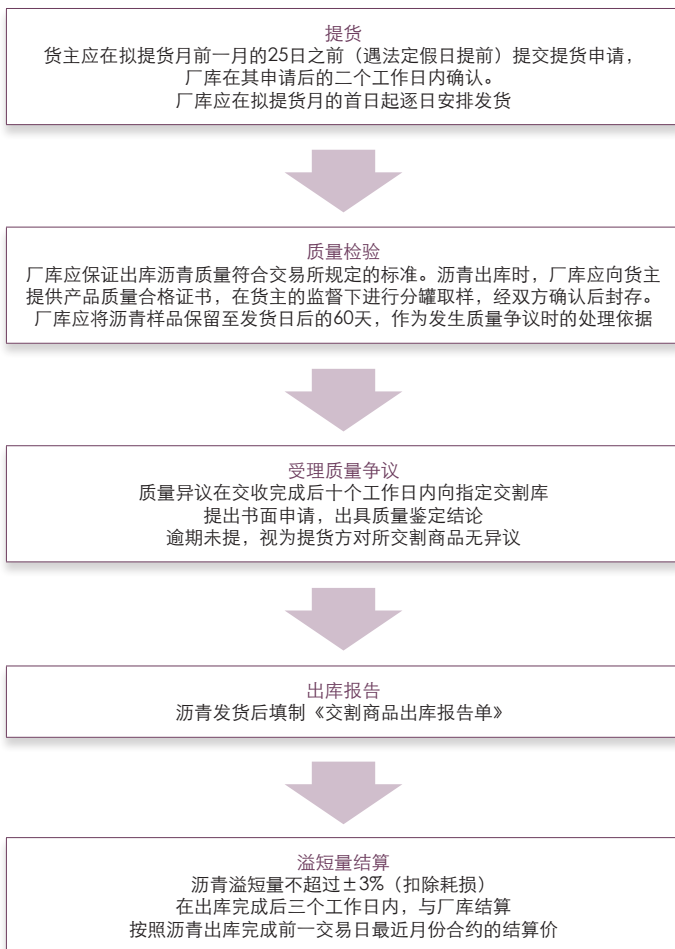 提货
货主应在拟提货月前一月的25日之前（遇法定假日提前）提交提货申请，
厂库在其申请后的二个工作日内确认。
厂库应在拟提货月的首日起逐日安排发货
质量检验
厂库应保证出库沥青质量符合交易所规定的标准。沥青出库时，厂库应向货主
提供产品质量合格证书，在货主的监督下进行分罐取样，经双方确认后封存。
厂库应将沥青样品保留至发货日后的60天，作为发生质量争议时的处理依据
受理质量争议
质量异议在交收完成后十个工作日内向指定交割库
提出书面申请，出具质量鉴定结论
逾期未提，视为提货方对所交割商品无异议
出库报告
沥青发货后填制《交割商品出库报告单》
溢短量结算
沥青溢短量不超过±3%（扣除耗损）
在出库完成后三个工作日内，与厂库结算
按照沥青出库完成前一交易日最近月份合约的结算价